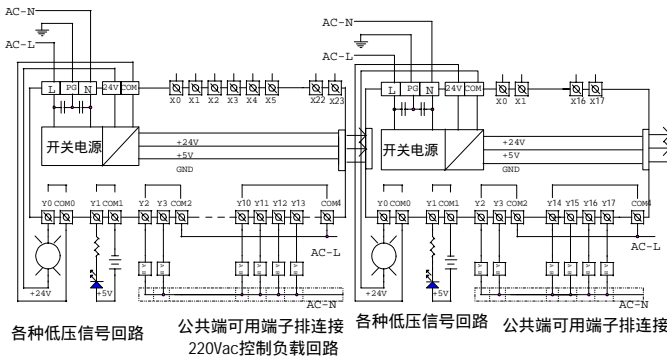 AC-N
AC-L
L PG N 24V COM
X0 X1 X2 X3 X4 X5 X22 X23
开关电源
+24V
+5V
GND
Y0 COM0 Y1 COM1 Y2 Y3 COM2 Y10 Y11 Y12 Y13 COM4
AC-L
+24V
+5V
AC-N
各种低压信号回路
公共端可用端子排连接
220Vac控制负载回路
AC-N
AC-L
L PG N 24V COM
X0 X1 X16 X17
开关电源
+24V
+5V
GND
Y0 COM0 Y1 COM1 Y2 Y3 COM2 Y14 Y15 Y16 Y17
AC-L
+24V
+5V
AC-N
各种低压信号回路
公共端可用端子排连接